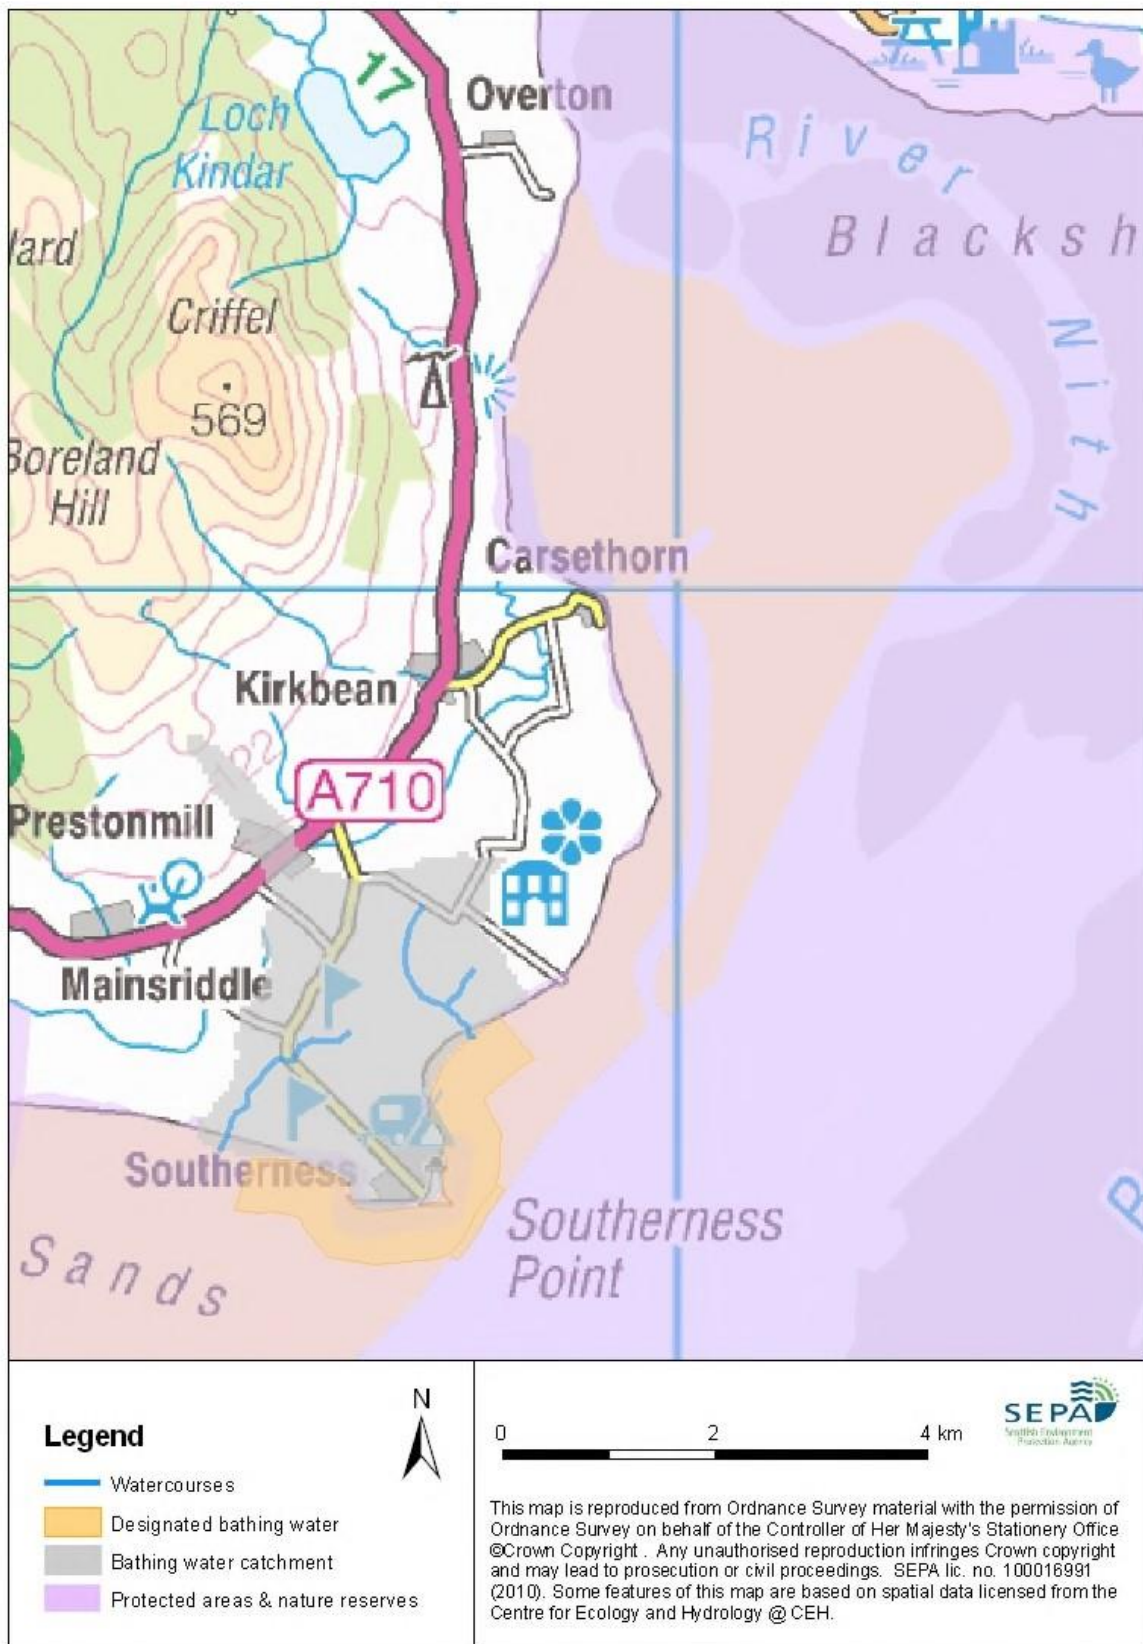 17
Overton
Loch
Kindar
River
Nith
Blacksh
lard
Criffel
569
Boreland
Hill
Carsethorn
Kirkbean
A710
Prestonmill
Mainsriddle
Southerness
Southerness
Point
Sands
P
Legend
N
Watercourses
Designated bathing water
Bathing water catchment
Protected areas & nature reserves
0 2 4 km
SEPA
Scottish Environment
Protection Agency
This map is reproduced from Ordnance Survey material with the permission of
Ordnance Survey on behalf of the Controller of Her Majesty's Stationery Office
©Crown Copyright . Any unauthorised reproduction infringes Crown copyright
and may lead to prosecution or civil proceedings. SEPA lic. no. 100016991
(2010). Some features of this map are based on spatial data licensed from the
Centre for Ecology and Hydrology @ CEH.